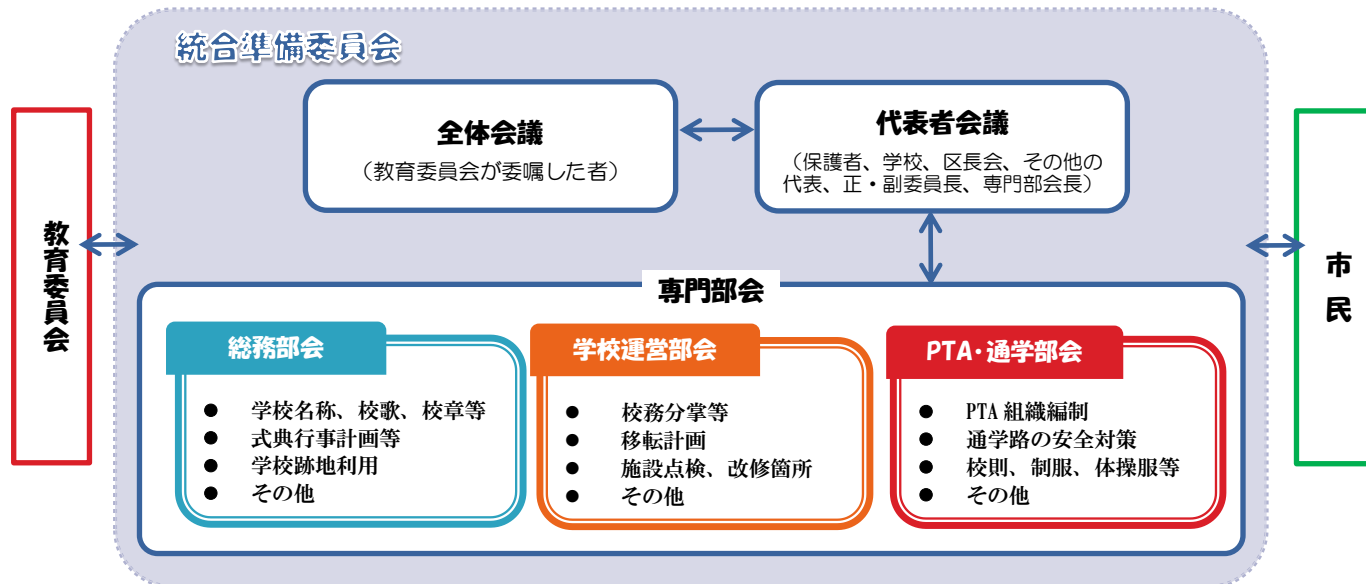 統合準備委員会
全体会議
（教育委員会が委嘱した者）
代表者会議
（保護者、学校、区長会、その他の
代表、正・副委員長、専門部会長）
教育委員会
市民
専門部会
総務部会
● 学校名称、校歌、校章等
● 式典行事計画等
● 学校跡地利用
● その他
学校運営部会
● 校務分掌等
● 移転計画
● 施設点検、改修箇所
● その他
PTA・通学部会
● PTA 組織編制
● 通学路の安全対策
● 校則、制服、体操服等
● その他